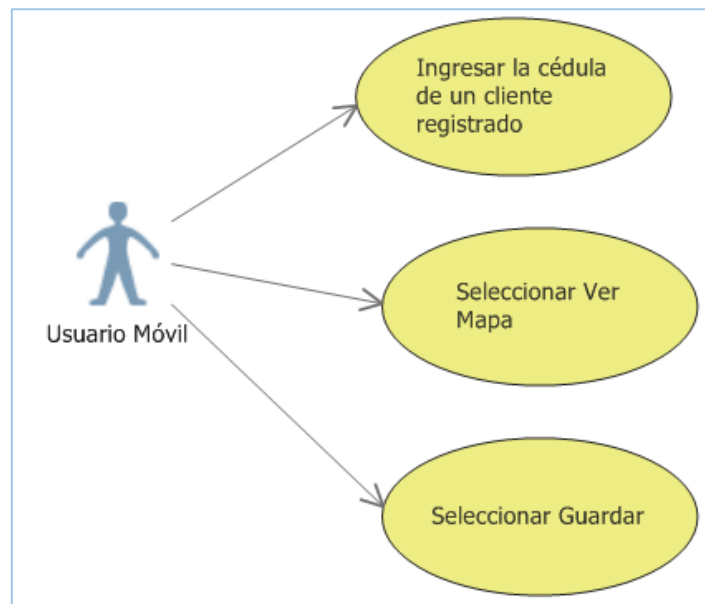 Ingresar la cédula
de un cliente
registrado
Seleccionar Ver
Mapa
Usuario Móvil
Seleccionar Guardar